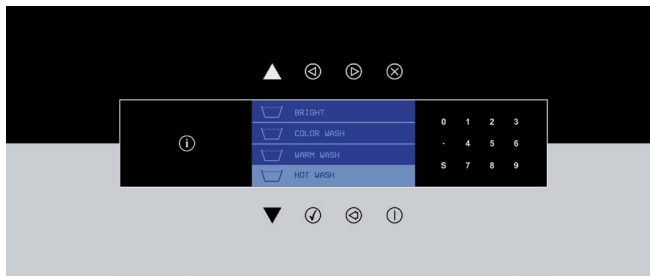 BRIGHT
COLOR WASH
WARM WASH
HOT WASH
i
0 1 2 3
· 4 5 6
S 7 8 9